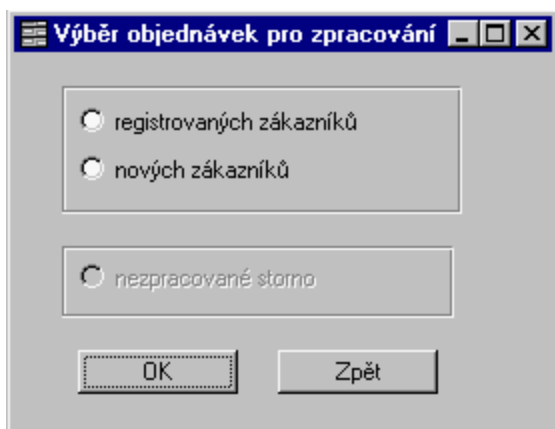 Výběr objednávek pro zpracování
registrovaných zákazníků
nových zákazníků
nezpracované storno
OK
Zpět